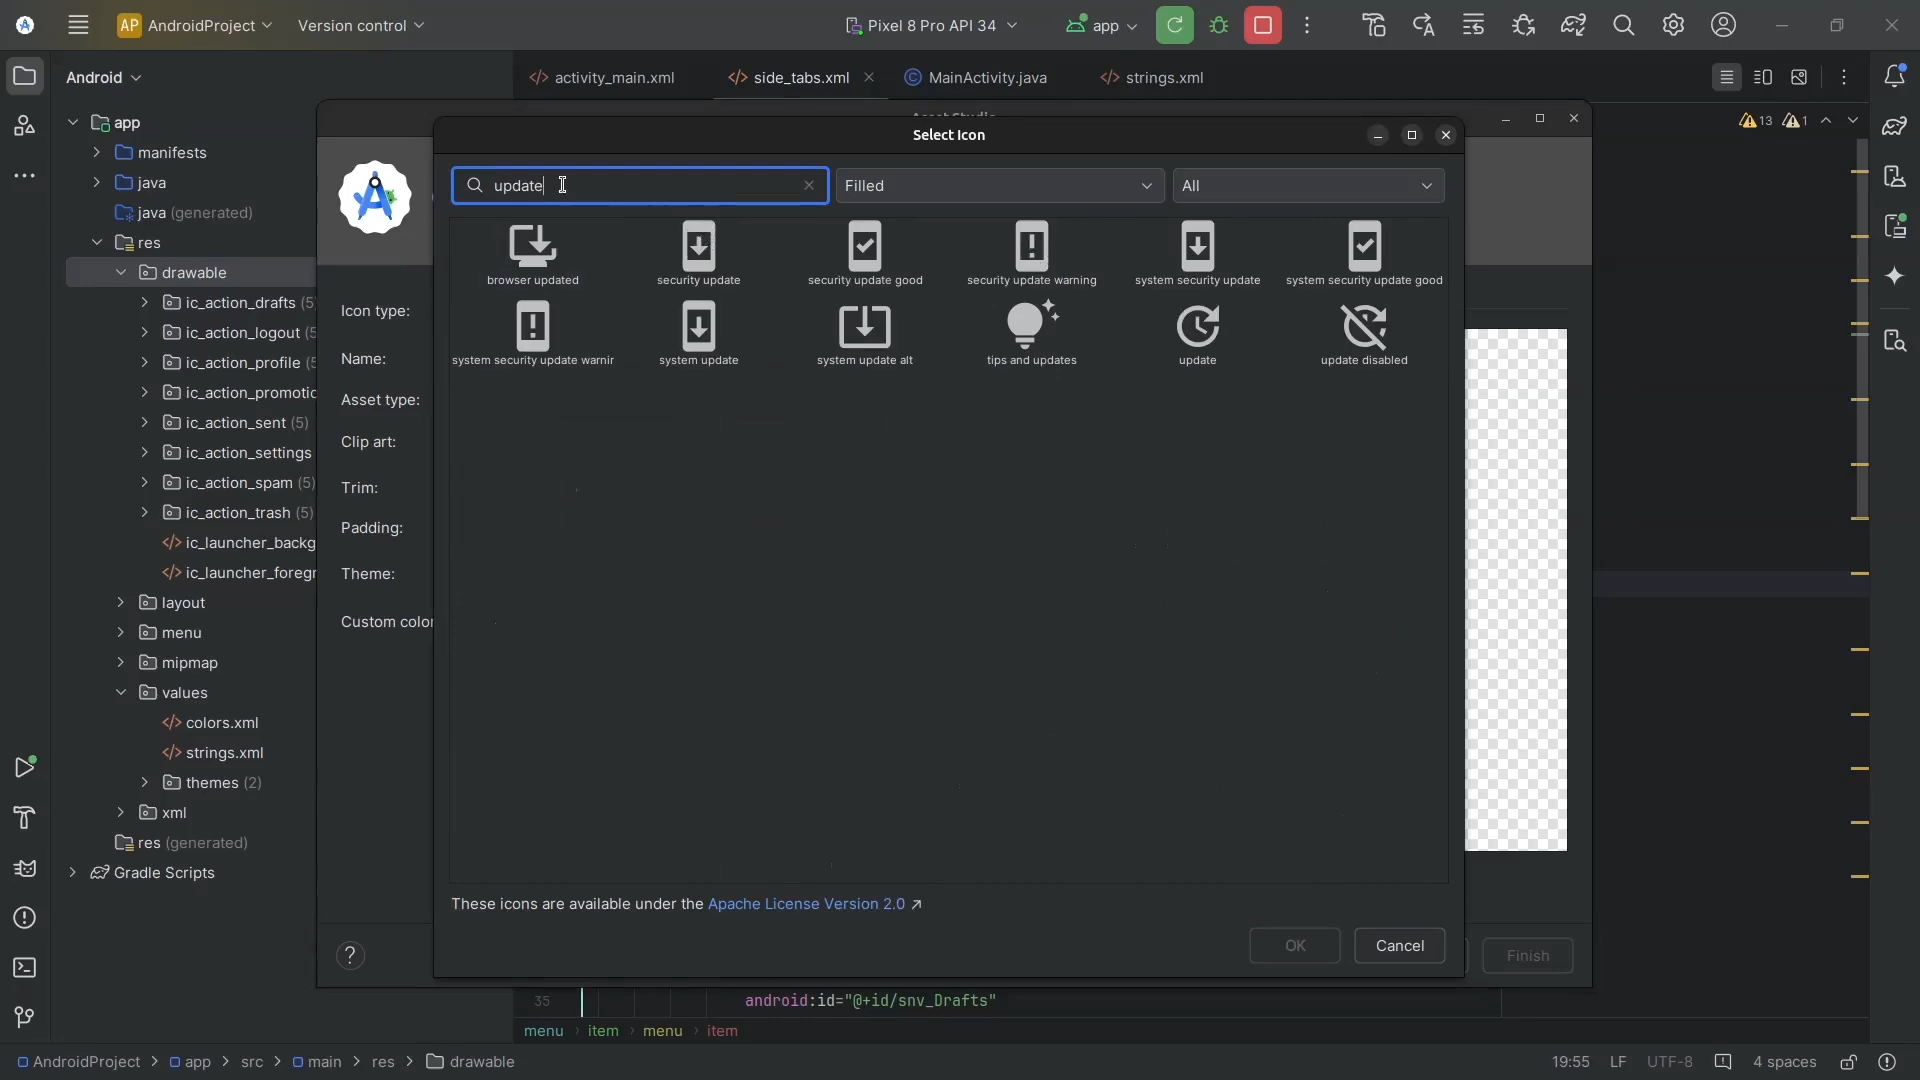 AP AndroidProject
Version control
Pixel 8 Pro API 34
app
Android
activity_main.xml
side_tabs.xml
MainActivity.java
strings.xml
13
1
app
manifests
java
java (generated)
res
drawable
ic_action_drafts (5
ic_action_logout (5
ic_action_profile (5
ic_action_promotic
ic_action_sent (5)
ic_action_settings
ic_action_spam (5)
ic_action_trash (5)
ic_launcher_backg
ic_launcher_foregr
layout
menu
mipmap
values
colors.xml
strings.xml
themes (2)
xml
res (generated)
Gradle Scripts
Asset Studio
Icon type:
Name:
Asset type:
Clip art:
Trim:
Padding:
Theme:
Custom color
?
Finish
Select Icon
update
Filled
All
browser updated
security update
security update good
security update warning
system security update
system security update good
system security update warnir
system update
system update alt
tips and updates
update
update disabled
These icons are available under the Apache License Version 2.0 ↗
OK
Cancel
35 android:id="@+id/snv_Drafts"
menu › item › menu › item
AndroidProject > app > src > main > res > drawable
19:55 LF UTF-8 4 spaces